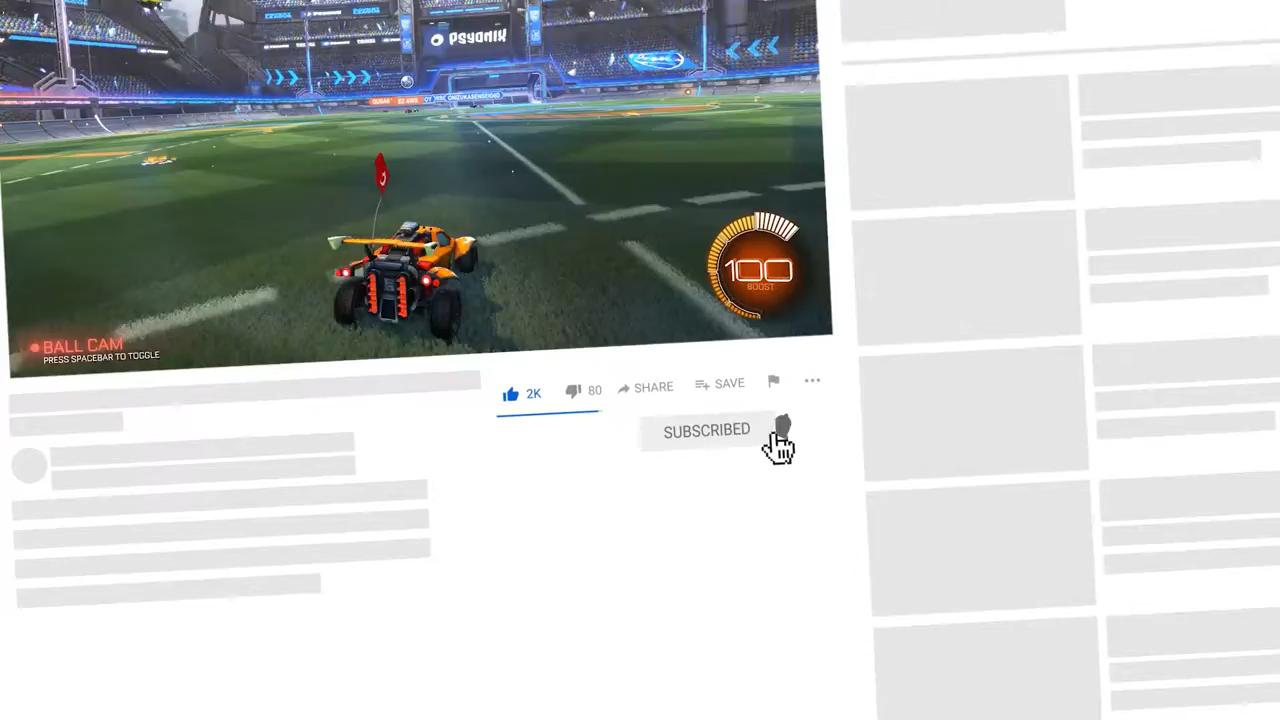 PSYONIX
100
BOOST
BALL CAM
PRESS SPACEBAR TO TOGGLE
2K
80
SHARE
SAVE
SUBSCRIBED